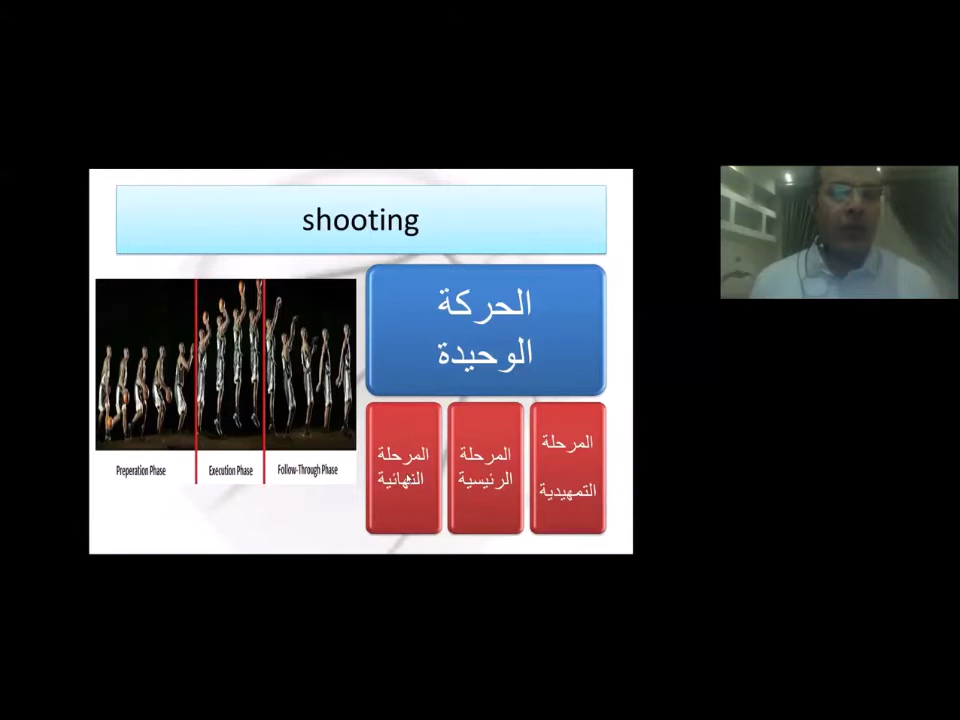 shooting
الحركة
الوحيدة
المرحلة
التمهيدية
المرحلة
الرئيسية
المرحلة
النهائية
Preperation Phase
Execution Phase
Follow-Through Phase